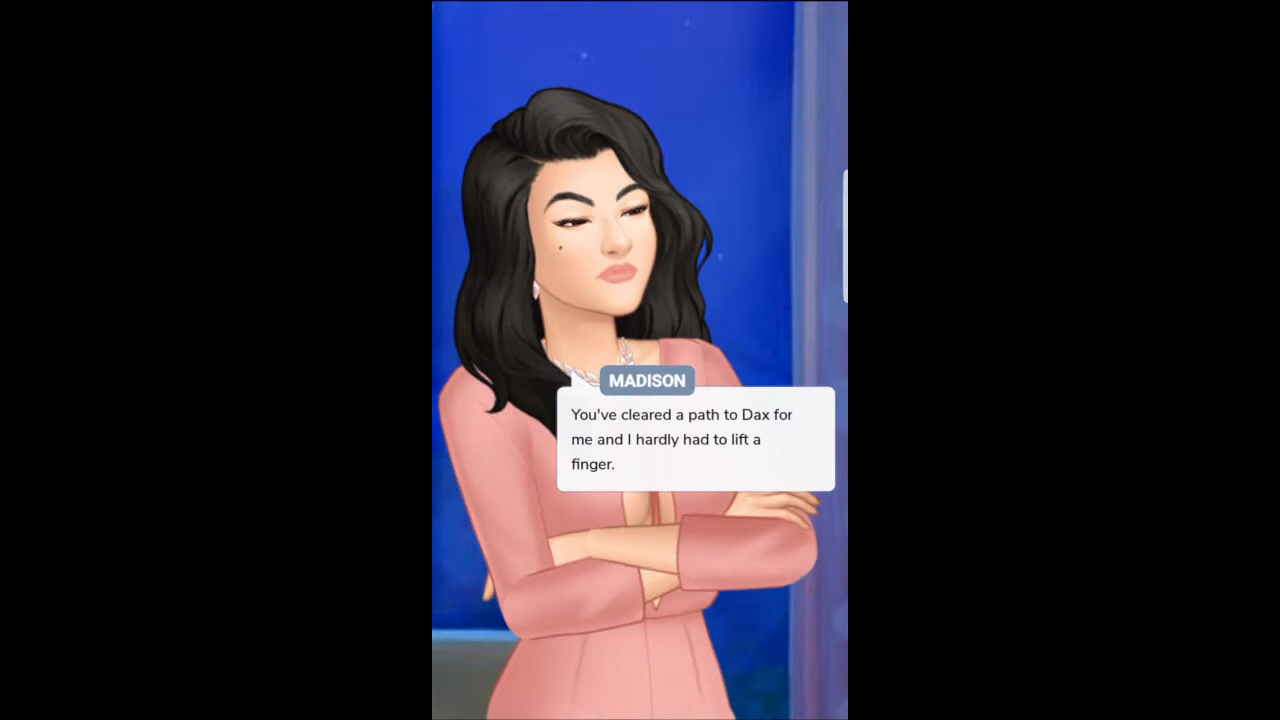 MADISON
You've cleared a path to Dax for
me and I hardly had to lift a
finger.